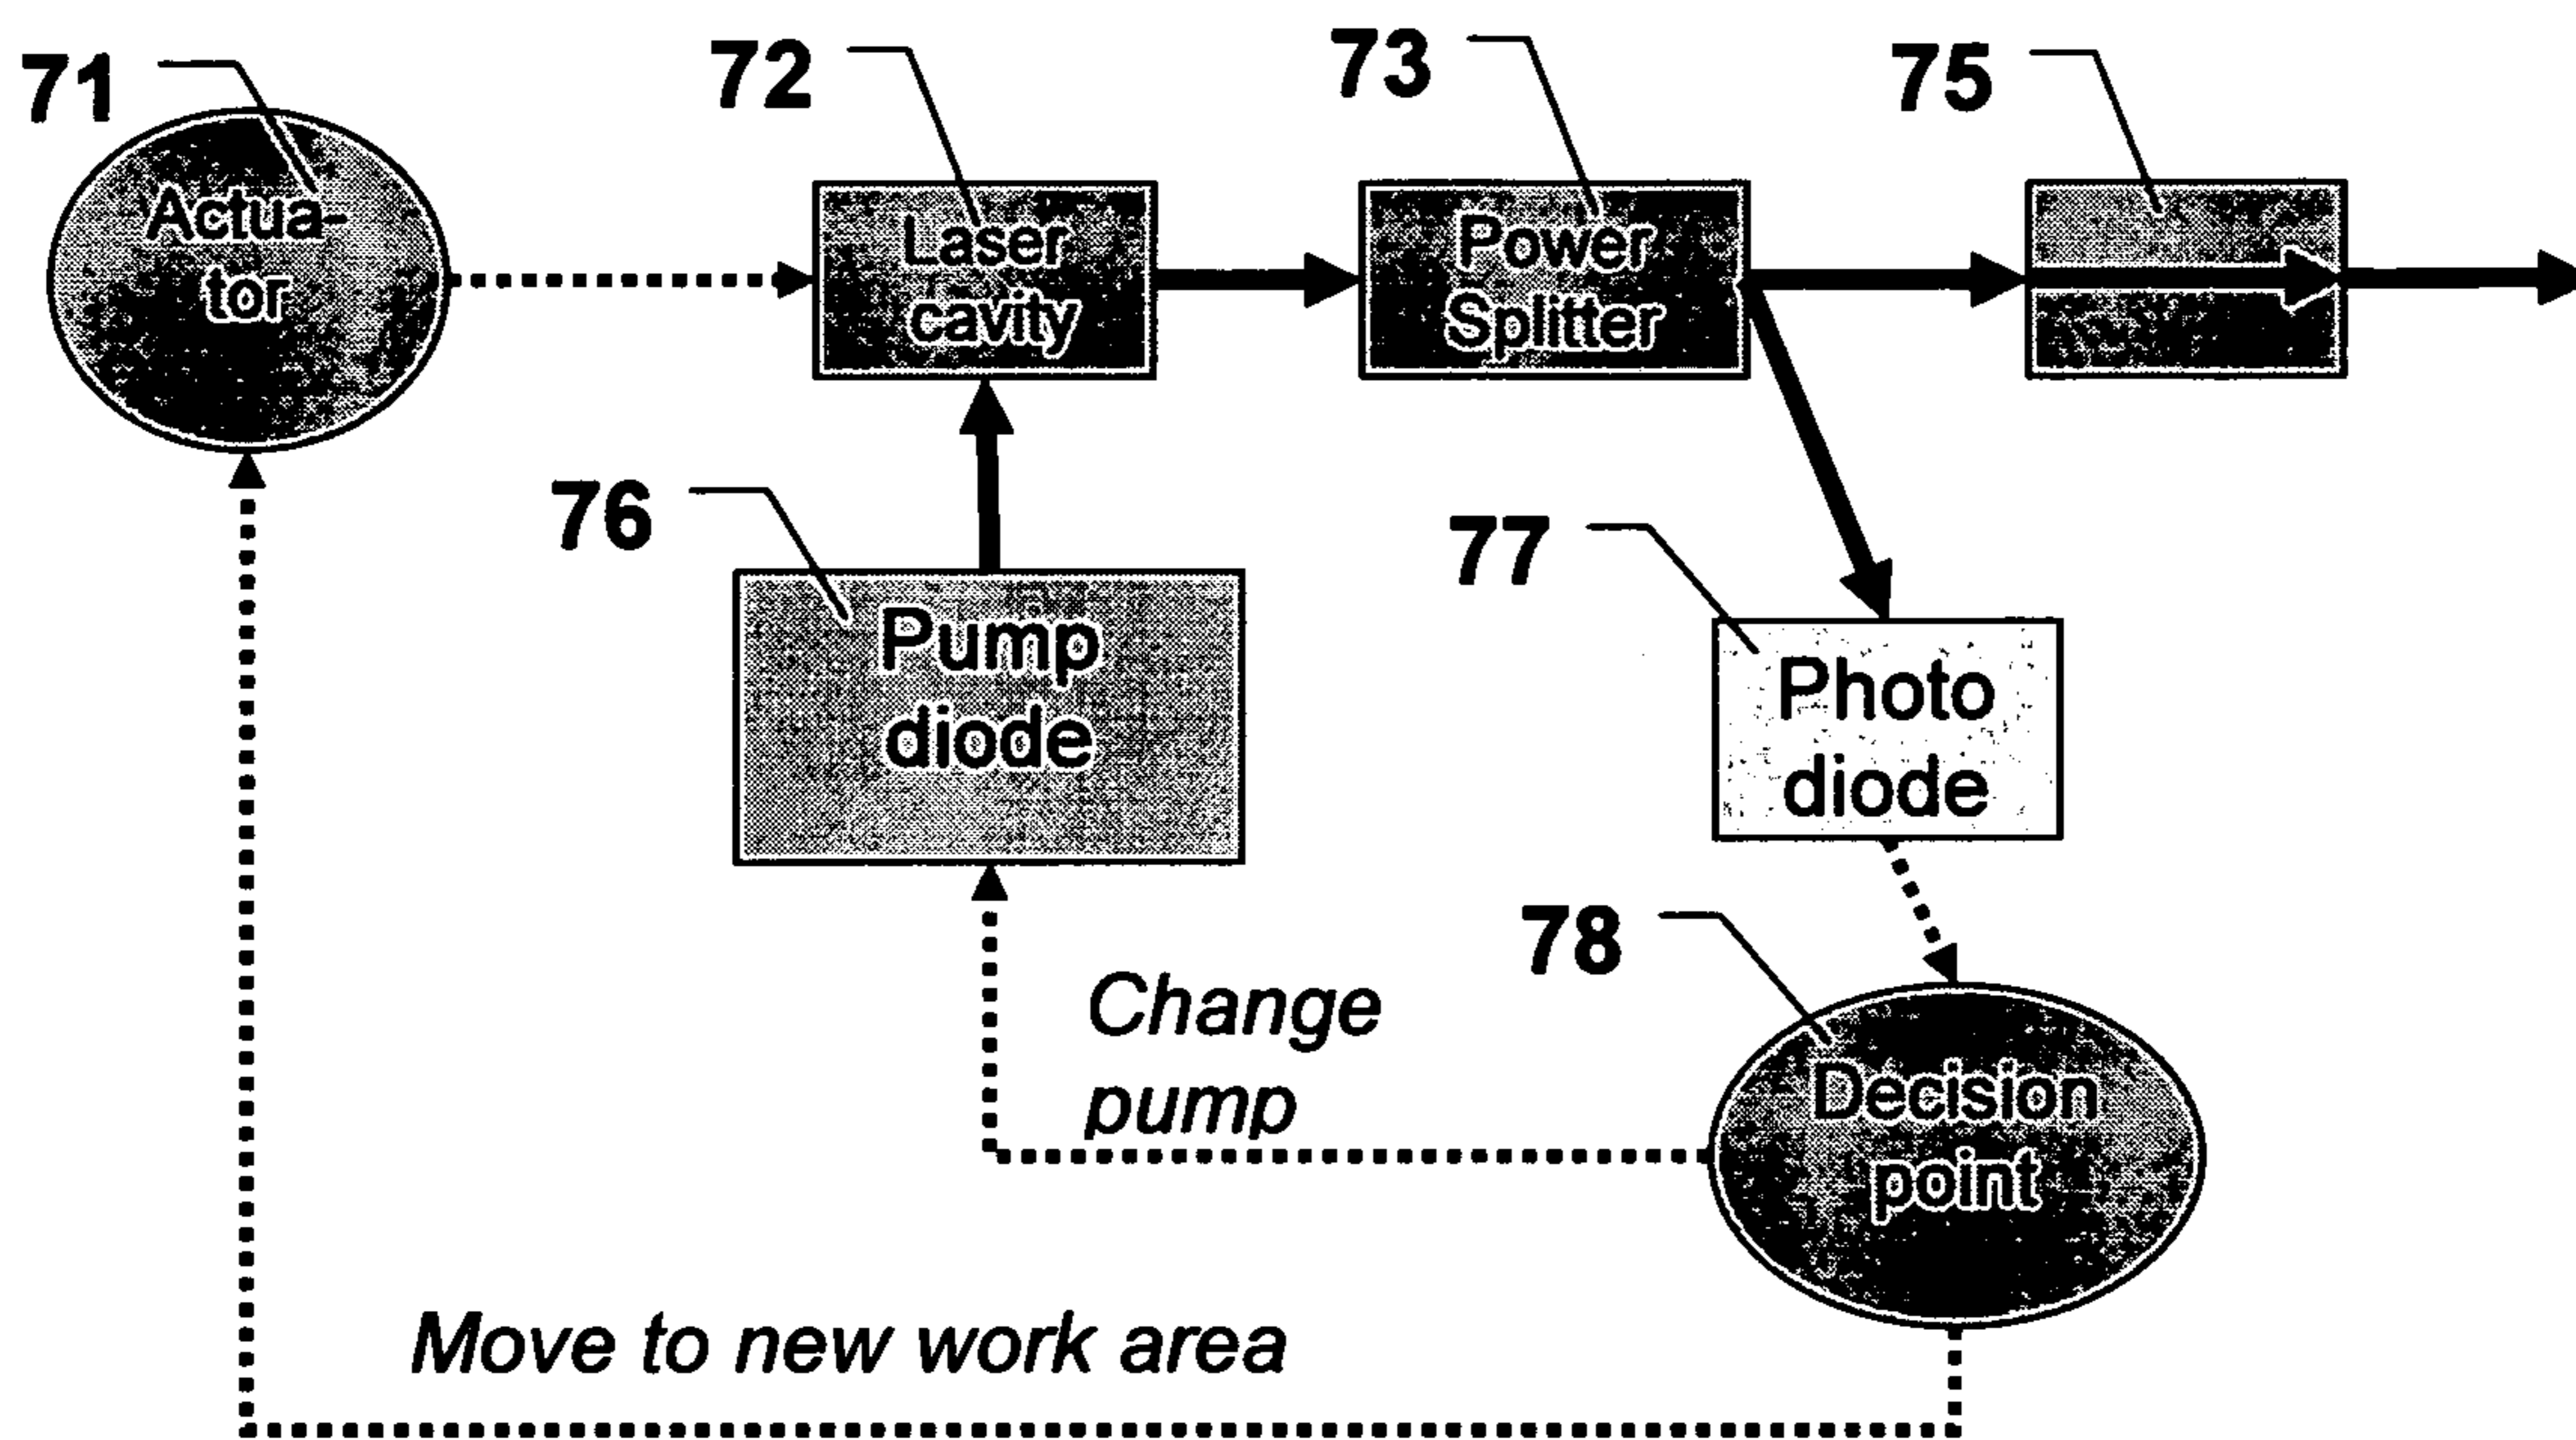 71
72
73
75
Actua-
tor
Laser
cavity
Power
Splitter
76
77
Pump
diode
Photo
diode
78
Change
pump
Decision
point
Move to new work area